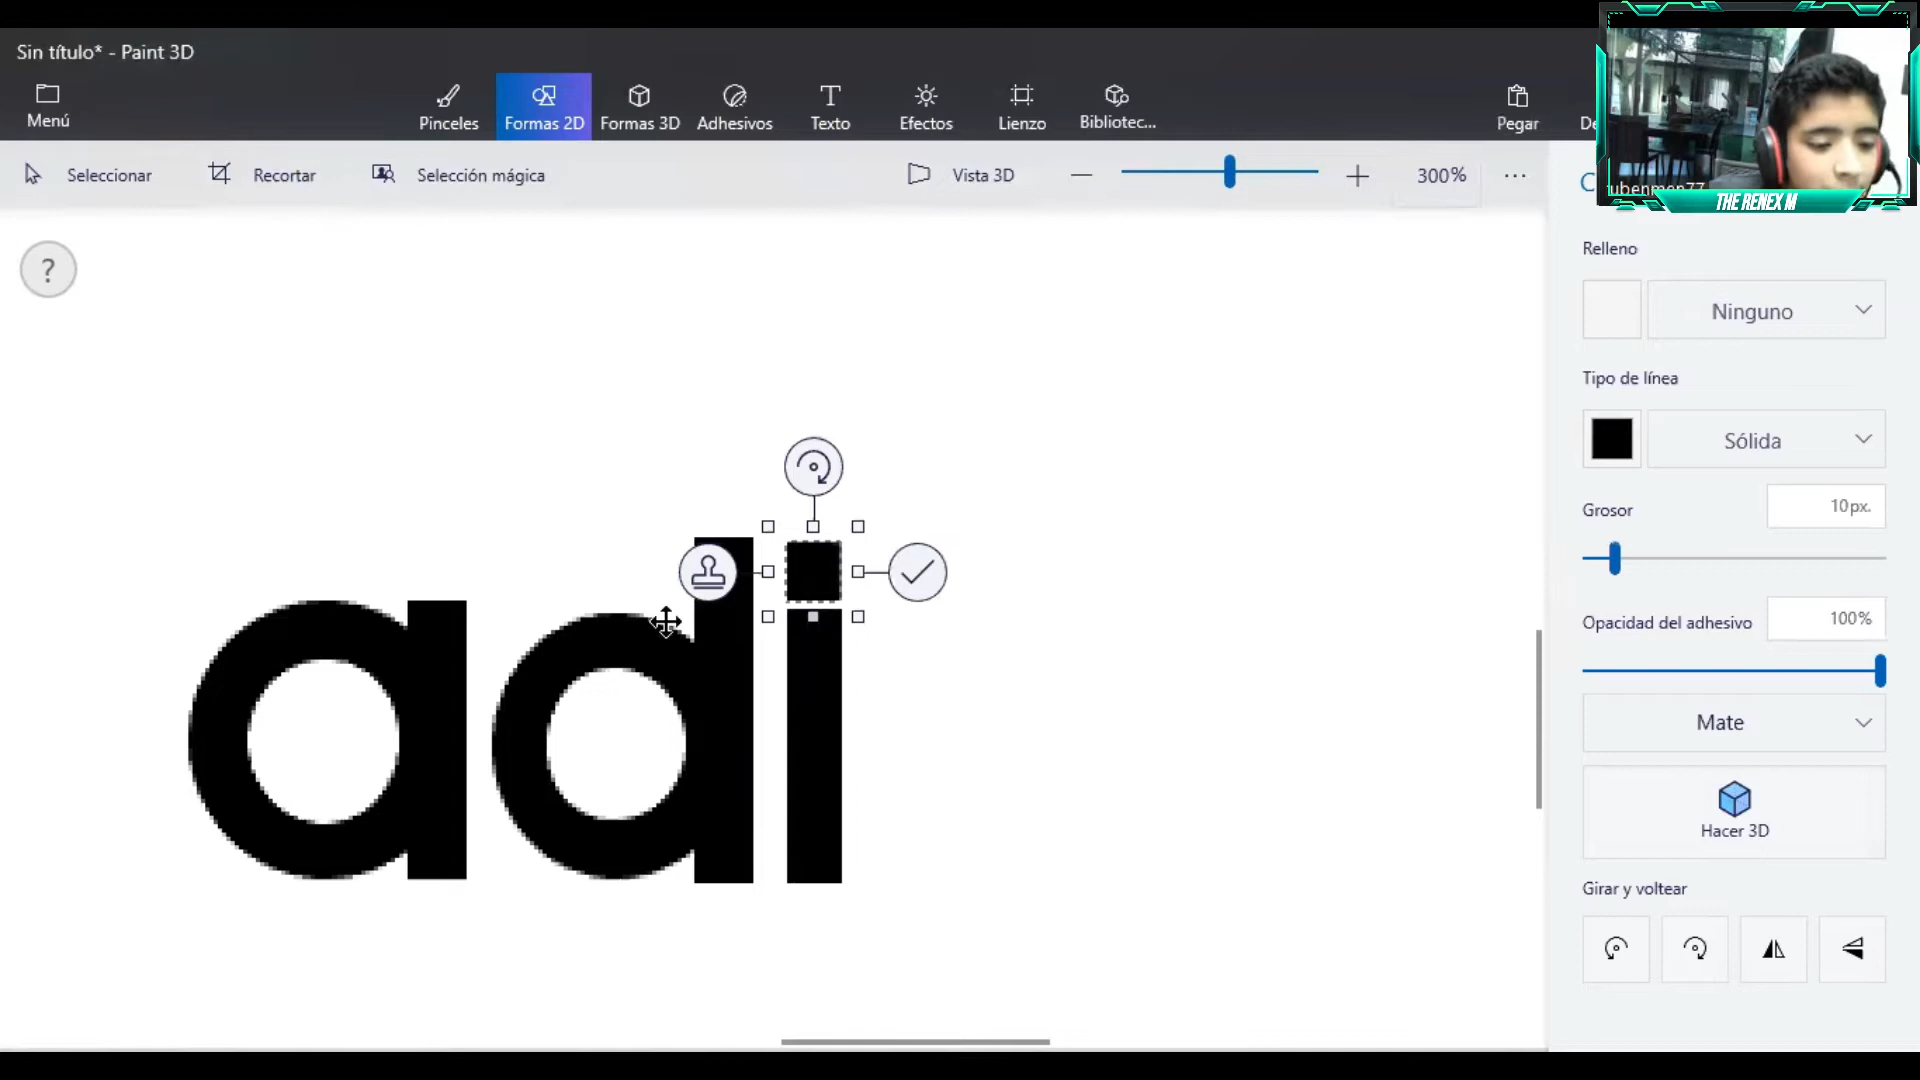 Sin título* - Paint 3D
Menú
Pinceles
Formas 2D
Formas 3D
Adhesivos
Texto
Efectos
Lienzo
Bibliotec...
Pegar
De
Seleccionar
Recortar
Selección mágica
Vista 3D
300%
C
THE RENEX M
?
Relleno
Ninguno
Tipo de línea
Sólida
Grosor
10px.
Opacidad del adhesivo
100%
Mate
Hacer 3D
Girar y voltear
adi